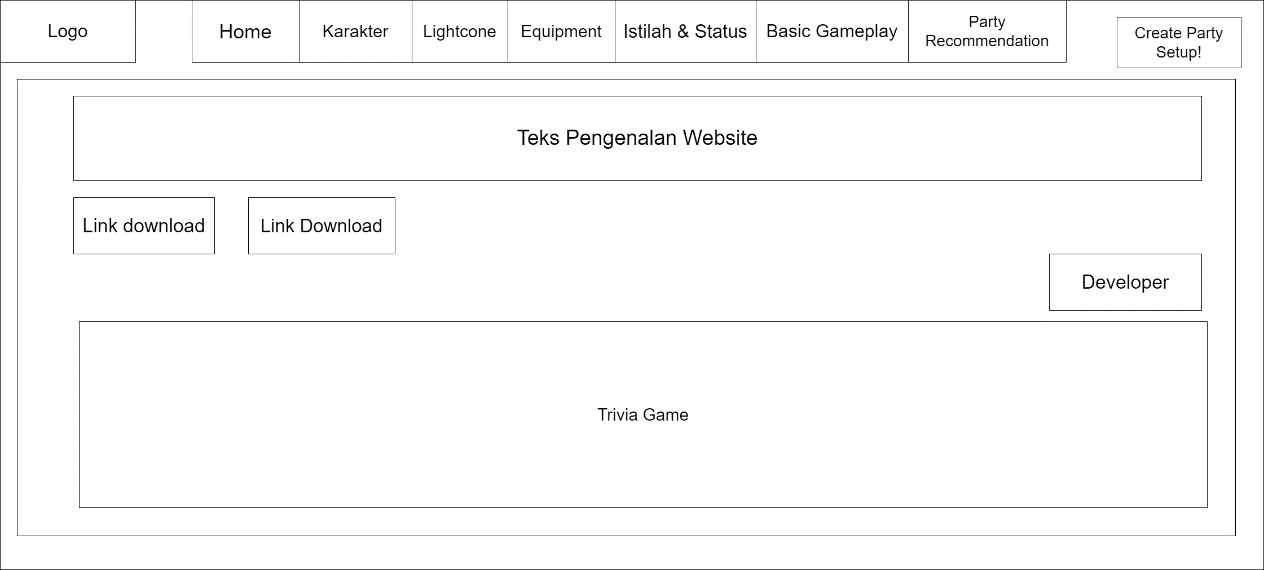 Logo
Home
Karakter
Lightcone
Equipment
Istilah & Status
Basic Gameplay
Party
Recommendation
Create Party
Setup!
Teks Pengenalan Website
Link download
Link Download
Developer
Trivia Game